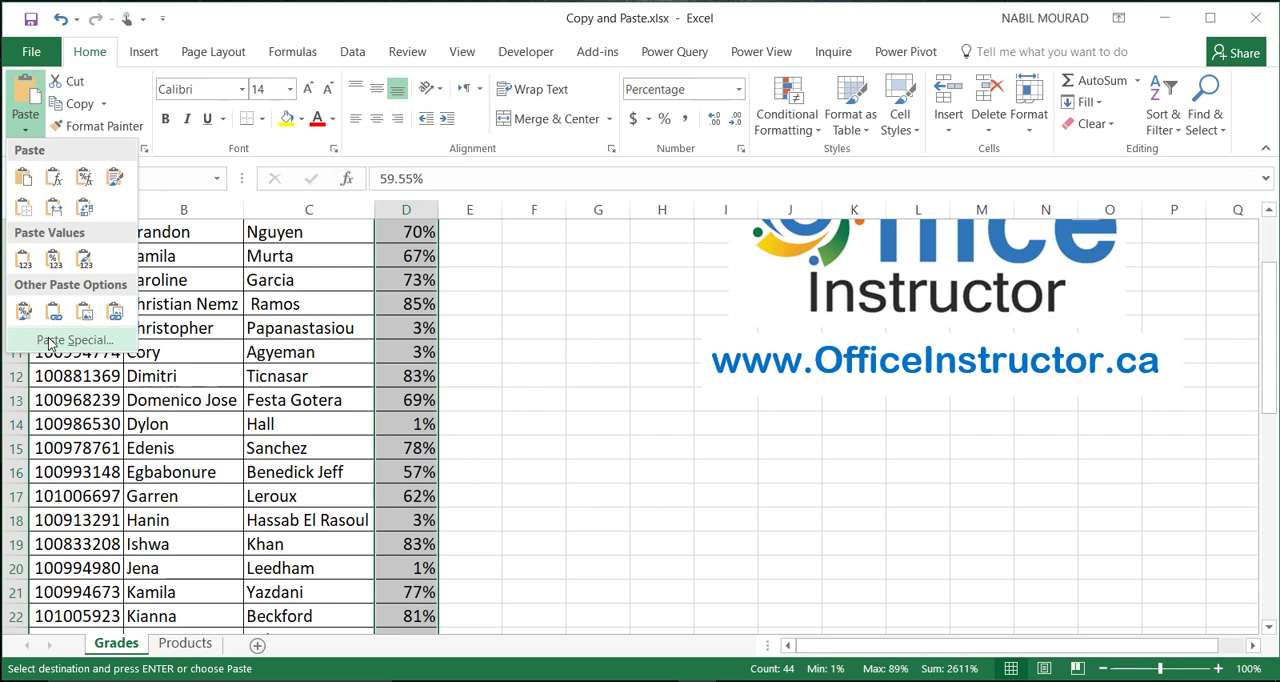 Copy and Paste.xlsx - Excel
NABIL MOURAD
File Home Insert Page Layout Formulas Data Review View Developer Add-ins Power Query Power View Inquire Power Pivot Tell me what you want to do Share
Paste
Cut
Copy
Format Painter
Calibri 14
B I U
Font
Wrap Text
Merge & Center
Alignment
Percentage
$ % ,
Number
Conditional Formatting
Format as Table
Cell Styles
Styles
Insert
Delete
Format
Cells
AutoSum
Fill
Clear
Sort & Filter
Find & Select
Editing
Paste
Paste Values
Other Paste Options
Paste Special...
fx 59.55%
B C D E F G H I J K L M N O P Q
randon Nguyen 70%
amila Murta 67%
aroline Garcia 73%
hristian Nemz Ramos 85%
hristopher Papanastasiou 3%
11 100994774 Cory Agyeman 3%
12 100881369 Dimitri Ticnasar 83%
13 100968239 Domenico Jose Festa Gotera 69%
14 100986530 Dylon Hall 1%
15 100978761 Edenis Sanchez 78%
16 100993148 Egbabonure Benedick Jeff 57%
17 101006697 Garren Leroux 62%
18 100913291 Hanin Hassab El Rasoul 3%
19 100833208 Ishwa Khan 83%
20 100994980 Jena Leedham 1%
21 100994673 Kamila Yazdani 77%
22 101005923 Kianna Beckford 81%
Office
Instructor
www.OfficeInstructor.ca
Grades Products
Select destination and press ENTER or choose Paste
Count: 44 Min: 1% Max: 89% Sum: 2611%
100%